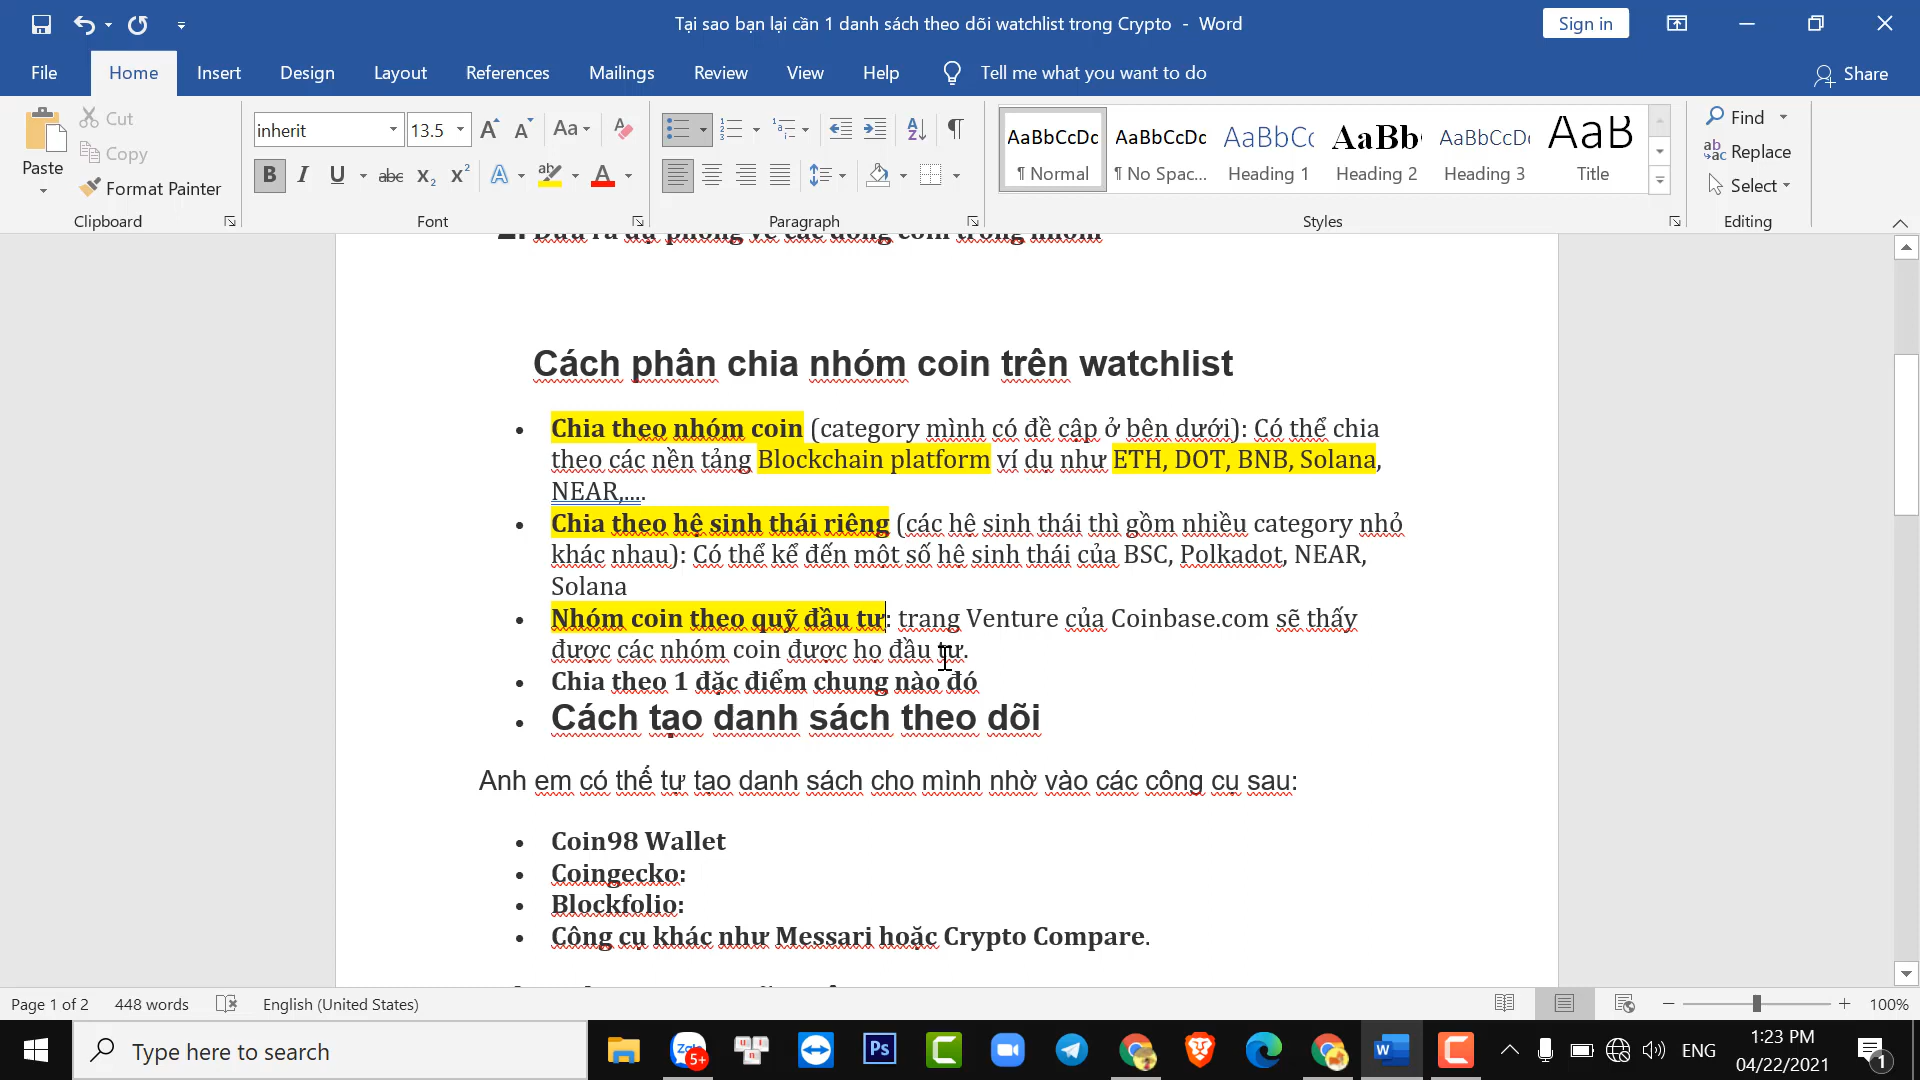 Tại sao bạn lại cần 1 danh sách theo dõi watchlist trong Crypto - Word
Sign in
File Home Insert Design Layout References Mailings Review View Help Tell me what you want to do Share
Paste
Cut
Copy
Format Painter
Clipboard
inherit 13.5
Font
Paragraph
AaBbCcDc ¶ Normal
AaBbCcDc ¶ No Spac...
AaBbCc Heading 1
AaBb Heading 2
AaBbCcD Heading 3
AaB Title
Styles
Find
Replace
Select
Editing
2. Đưa ra dự phóng về các đồng coin trong nhóm
Cách phân chia nhóm coin trên watchlist
• Chia theo nhóm coin (category mình có đề cập ở bên dưới): Có thể chia
theo các nền tảng Blockchain platform ví dụ như ETH, DOT, BNB, Solana,
NEAR,....
• Chia theo hệ sinh thái riêng (các hệ sinh thái thì gồm nhiều category nhỏ
khác nhau): Có thể kể đến một số hệ sinh thái của BSC, Polkadot, NEAR,
Solana
• Nhóm coin theo quỹ đầu tư: trang Venture của Coinbase.com sẽ thấy
được các nhóm coin được họ đầu tư.
• Chia theo 1 đặc điểm chung nào đó
• Cách tạo danh sách theo dõi
Anh em có thể tự tạo danh sách cho mình nhờ vào các công cụ sau:
• Coin98 Wallet
• Coingecko:
• Blockfolio:
• Công cụ khác như Messari hoặc Crypto Compare.
Page 1 of 2 448 words English (United States) 100%
Type here to search
ENG
1:23 PM
04/22/2021